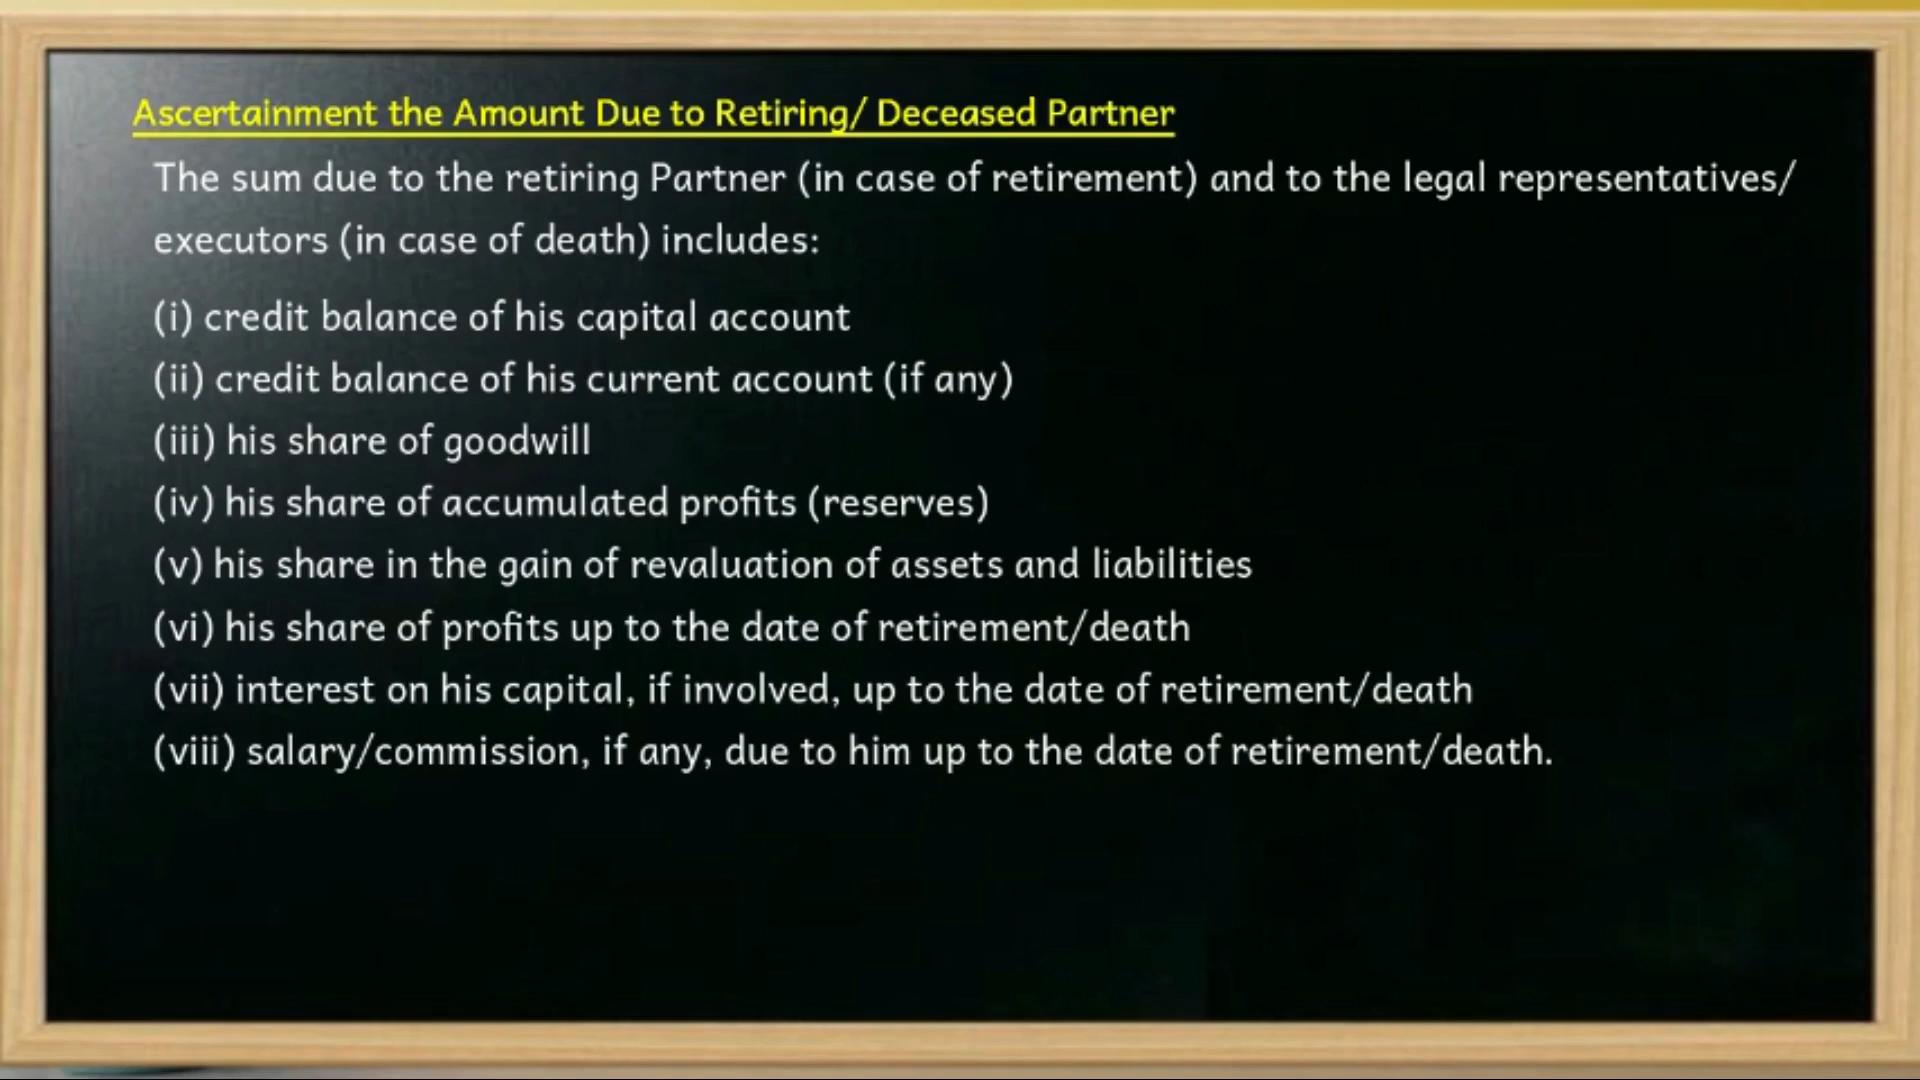 Ascertainment the Amount Due to Retiring/ Deceased Partner
The sum due to the retiring Partner (in case of retirement) and to the legal representatives/
executors (in case of death) includes:
(i) credit balance of his capital account
(ii) credit balance of his current account (if any)
(iii) his share of goodwill
(iv) his share of accumulated profits (reserves)
(v) his share in the gain of revaluation of assets and liabilities
(vi) his share of profits up to the date of retirement/death
(vii) interest on his capital, if involved, up to the date of retirement/death
(viii) salary/commission, if any, due to him up to the date of retirement/death.